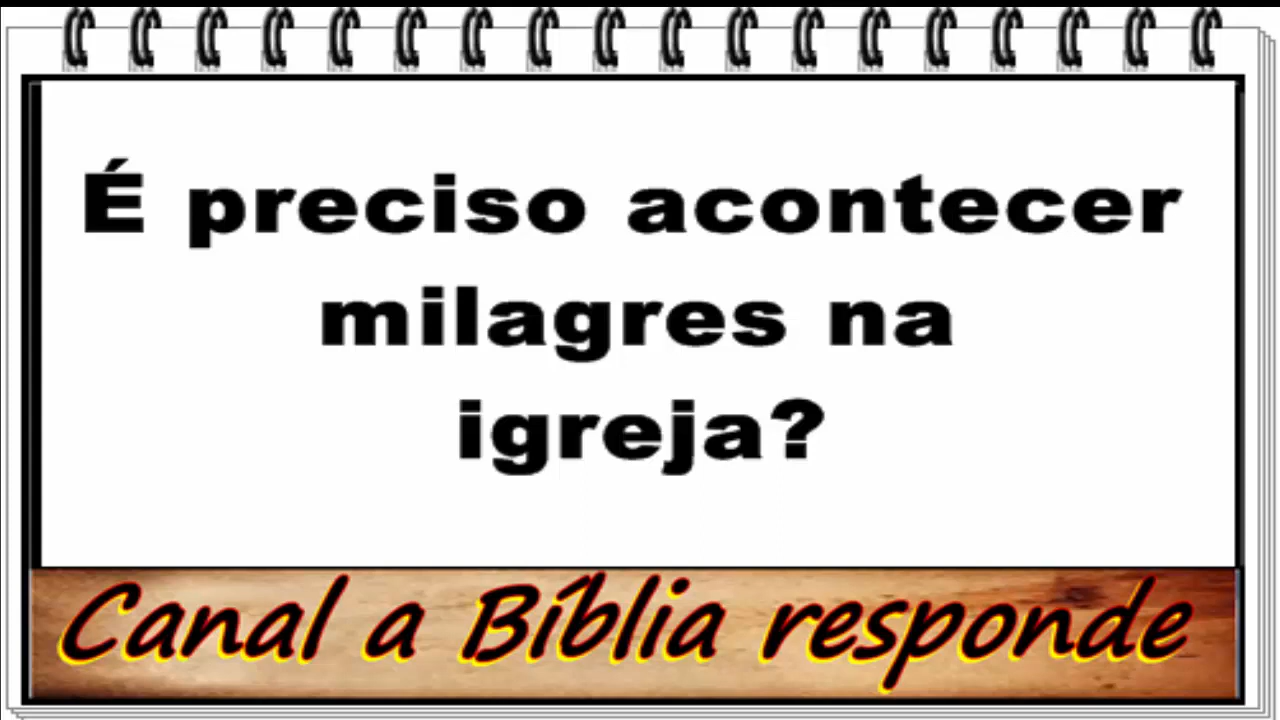 É preciso acontecer
milagres na
igreja?
Canal a Bíblia responde